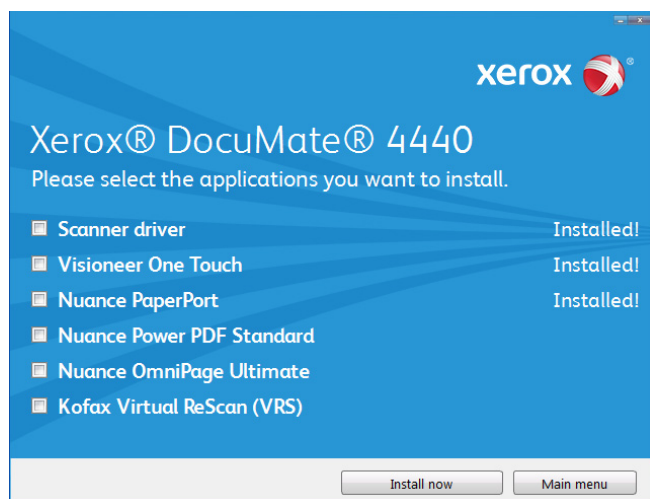 xerox ®
Xerox® DocuMate® 4440
Please select the applications you want to install.
Scanner driver Installed!
Visioneer One Touch Installed!
Nuance PaperPort Installed!
Nuance Power PDF Standard
Nuance OmniPage Ultimate
Kofax Virtual ReScan (VRS)
Install now Main menu